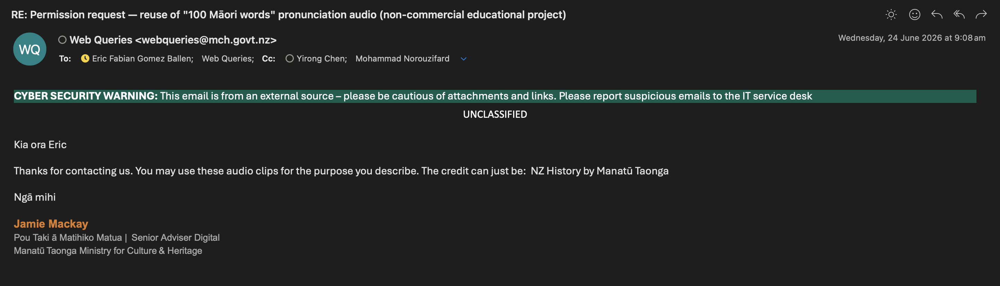 RE: Permission request — reuse of "100 Māori words" pronunciation audio (non-commercial educational project)
WQ
Web Queries <webqueries@mch.govt.nz>
Wednesday, 24 June 2026 at 9:08 am
To: Eric Fabian Gomez Ballen; Web Queries; Cc: Yirong Chen; Mohammad Norouzifard
CYBER SECURITY WARNING: This email is from an external source – please be cautious of attachments and links. Please report suspicious emails to the IT service desk
UNCLASSIFIED
Kia ora Eric
Thanks for contacting us. You may use these audio clips for the purpose you describe. The credit can just be:  NZ History by Manatū Taonga
Ngā mihi
Jamie Mackay
Pou Taki ā Matihiko Matua | Senior Adviser Digital
Manatū Taonga Ministry for Culture & Heritage